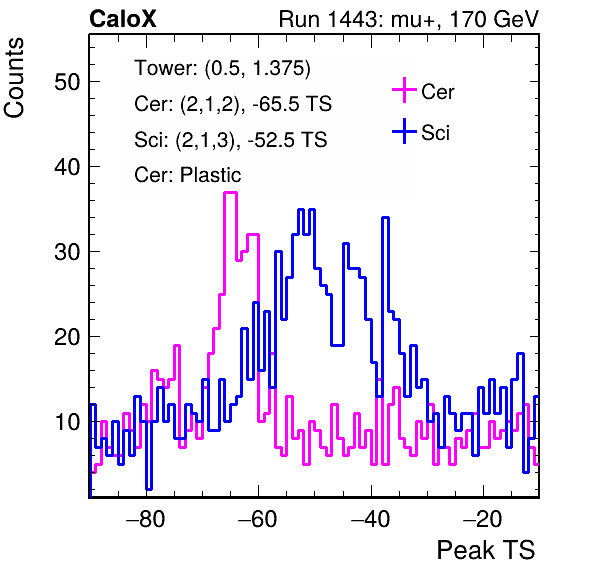 CaloX Run 1443: mu+, 170 GeV
Counts
Tower: (0.5, 1.375)
Cer: (2,1,2), -65.5 TS
Sci: (2,1,3), -52.5 TS
Cer: Plastic
Cer
Sci
50
40
30
20
10
−80 −60 −40 −20
Peak TS